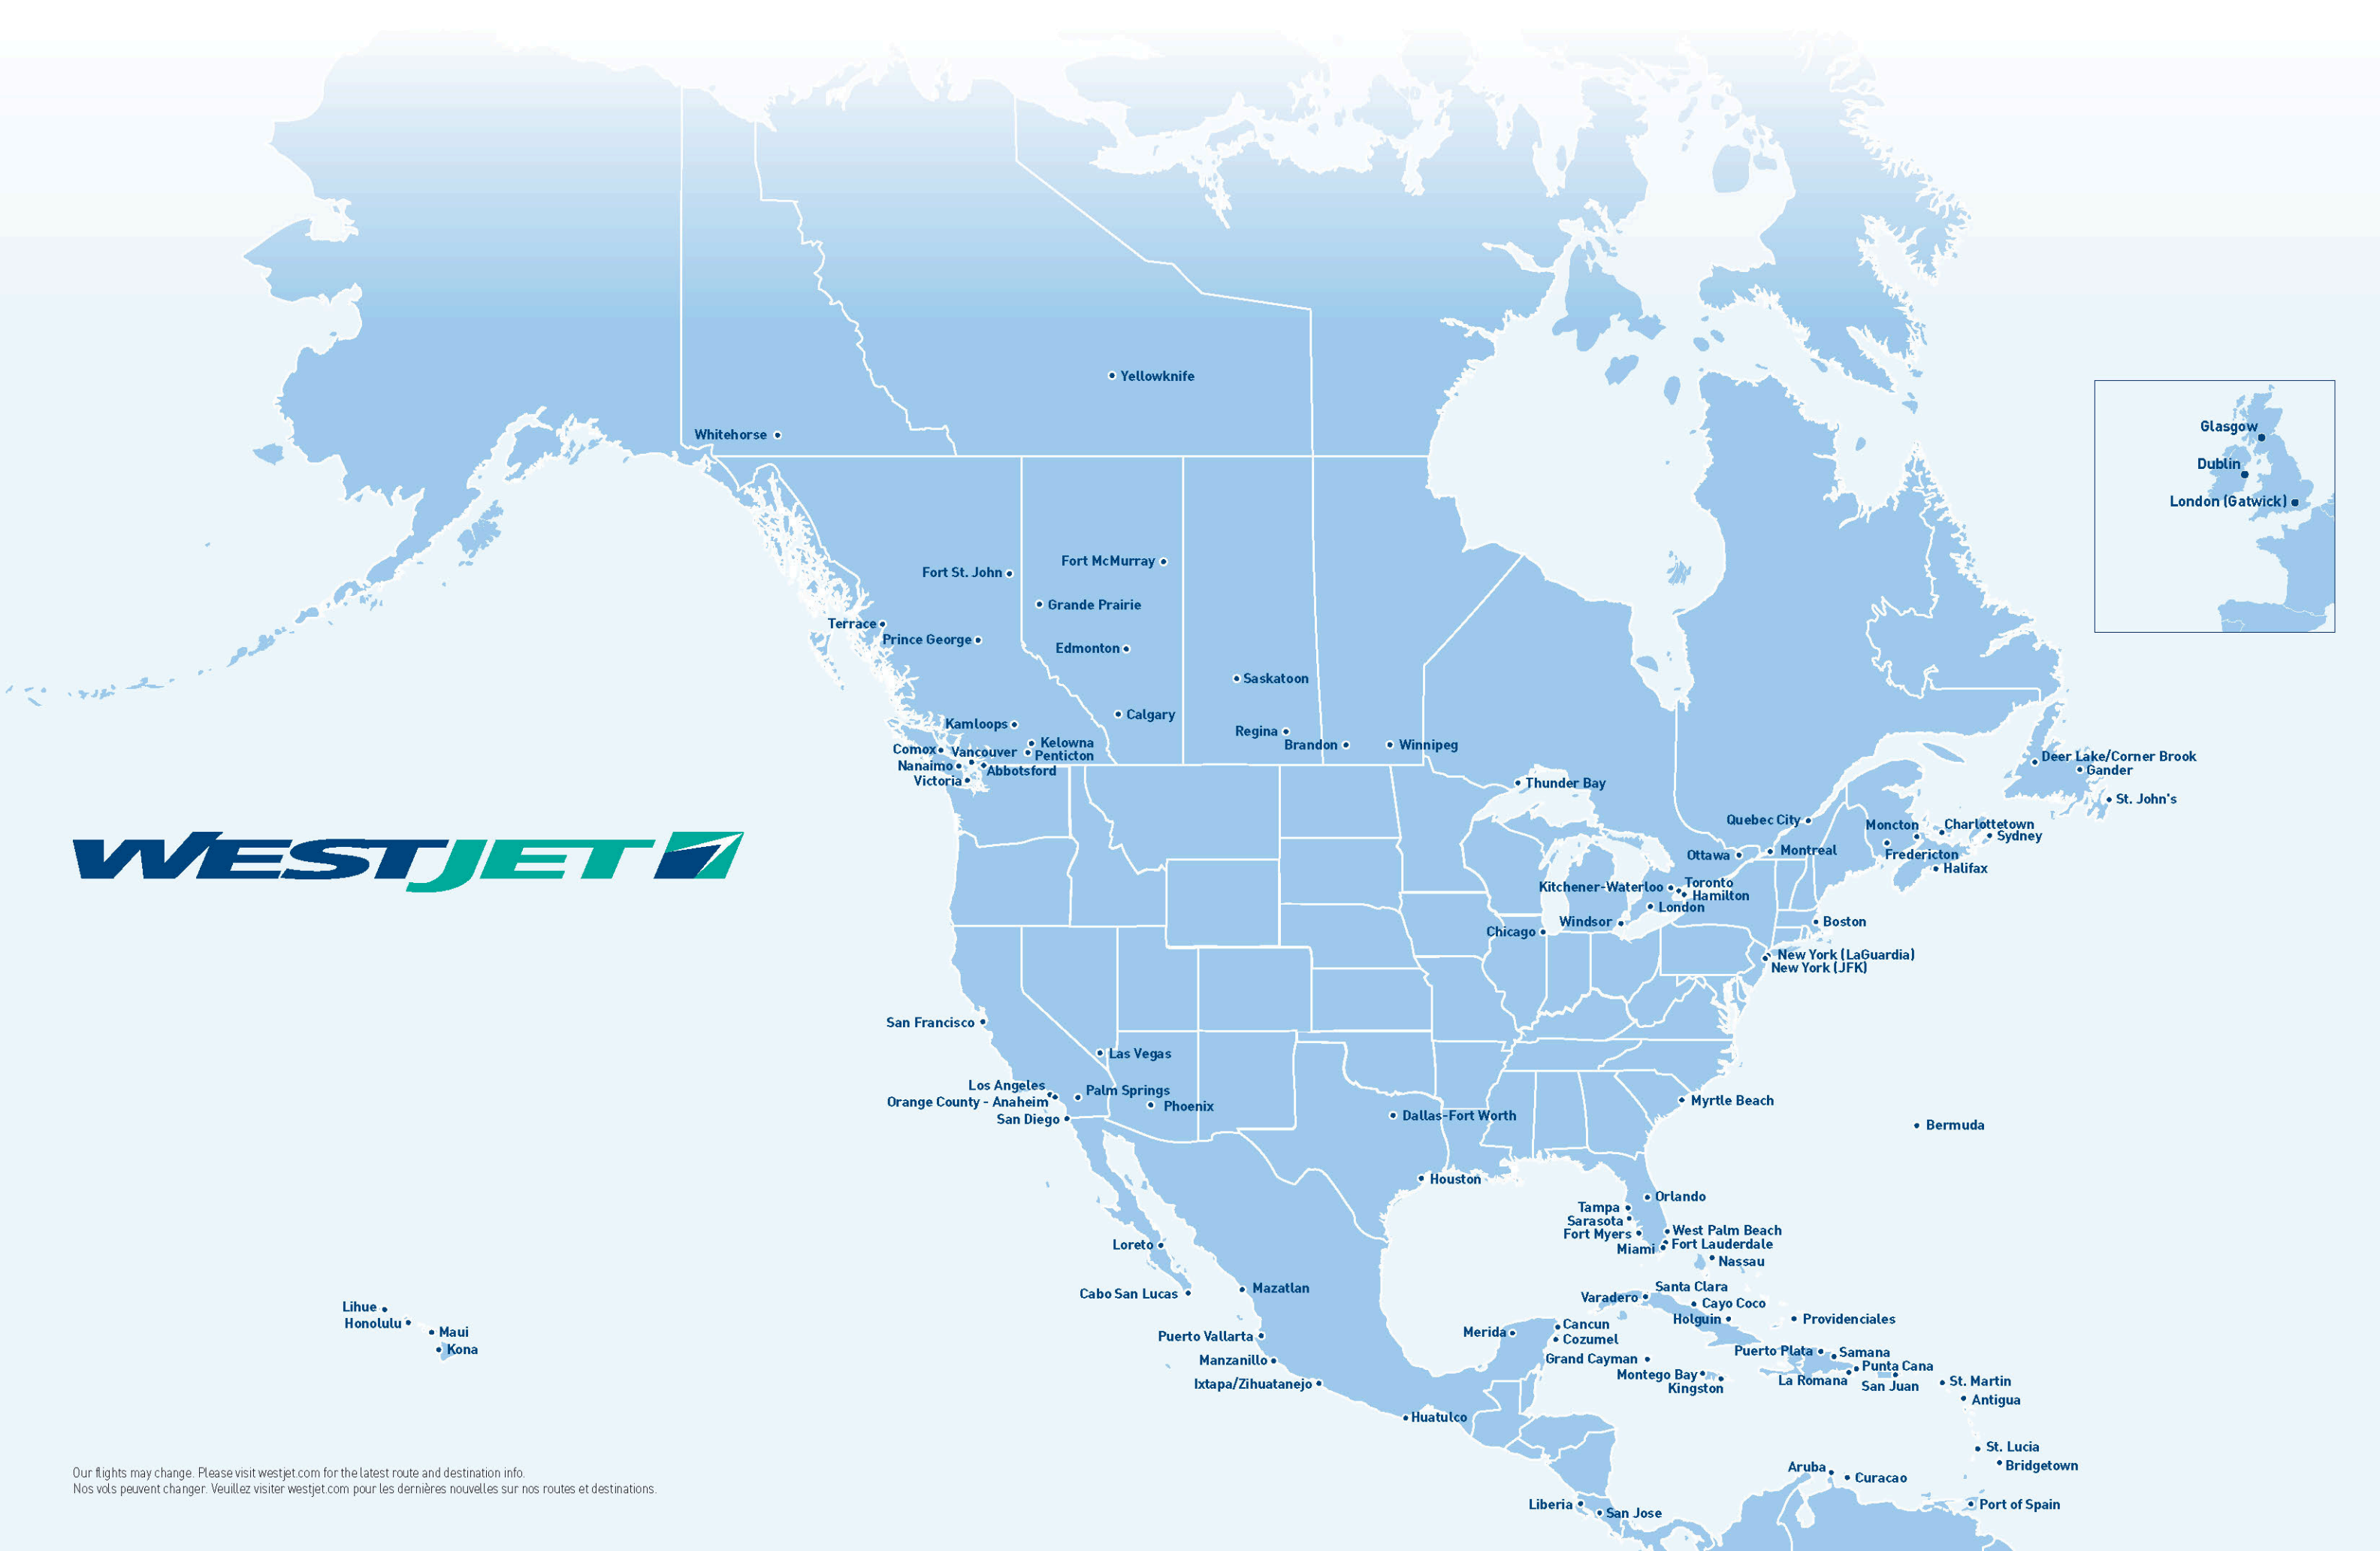 Yellowknife
Whitehorse
Glasgow
Dublin
London (Gatwick)
Fort McMurray
Fort St. John
Grande Prairie
Terrace
Prince George
Edmonton
Saskatoon
Calgary
Kamloops
Regina
Kelowna
Brandon
Winnipeg
Comox
Vancouver
Penticton
Nanaimo
Abbotsford
Victoria
Deer Lake/Corner Brook
Gander
Thunder Bay
St. John's
Quebec City
Moncton
Charlottetown
Sydney
WESTJET
Ottawa
Montreal
Fredericton
Halifax
Kitchener-Waterloo
Toronto
Hamilton
London
Windsor
Boston
Chicago
New York (LaGuardia)
New York (JFK)
San Francisco
Las Vegas
Los Angeles
Palm Springs
Orange County - Anaheim
Phoenix
San Diego
Dallas-Fort Worth
Myrtle Beach
Bermuda
Houston
Orlando
Tampa
Sarasota
West Palm Beach
Fort Myers
Fort Lauderdale
Miami
Nassau
Loreto
Cabo San Lucas
Mazatlan
Santa Clara
Varadero
Cayo Coco
Holguin
Providenciales
Lihue
Honolulu
Maui
Kona
Puerto Vallarta
Merida
Cancun
Cozumel
Manzanillo
Grand Cayman
Puerto Plata
Samana
Punta Cana
Montego Bay
Kingston
La Romana
San Juan
St. Martin
Ixtapa/Zihuatanejo
Antigua
Huatulco
St. Lucia
Bridgetown
Aruba
Curacao
Liberia
San Jose
Port of Spain
Our flights may change. Please visit westjet.com for the latest route and destination info.
Nos vols peuvent changer. Veuillez visiter westjet.com pour les dernières nouvelles sur nos routes et destinations.